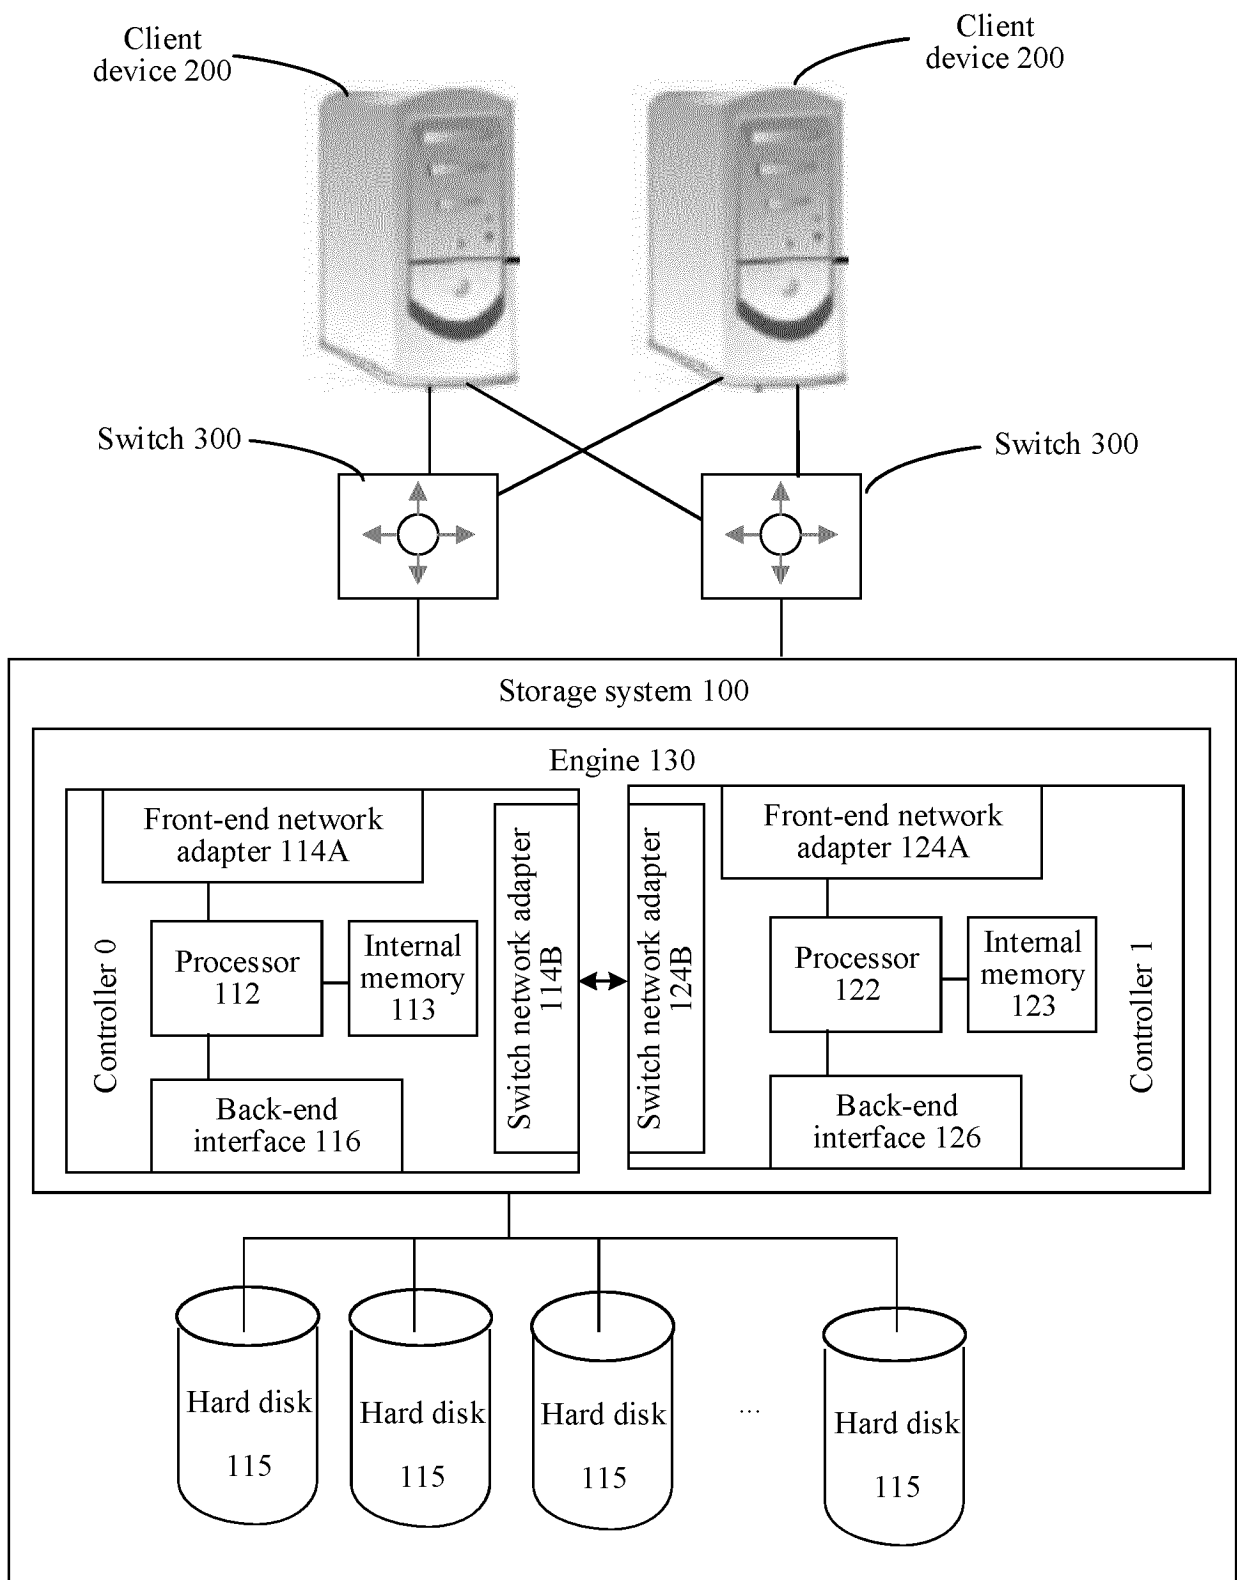 Client
device 200
Client
device 200
Switch 300
Switch 300
Storage system 100
Engine 130
Controller 0
Front-end network
adapter 114A
Processor
112
Internal
memory
113
Back-end
interface 116
Switch network adapter
114B
Switch network adapter
124B
Front-end network
adapter 124A
Processor
122
Internal
memory
123
Back-end
interface 126
Controller 1
Hard disk
115
Hard disk
115
Hard disk
115
...
Hard disk
115